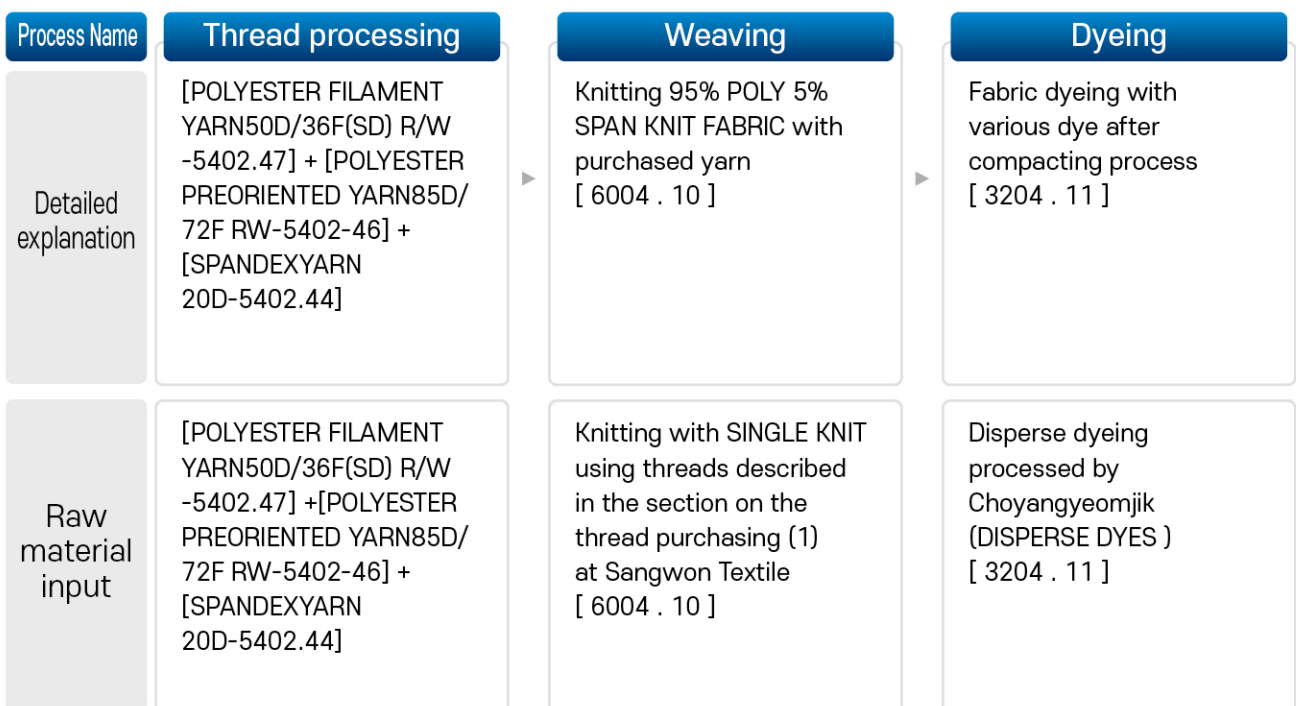 Process Name
Thread processing
Weaving
Dyeing
Detailed
explanation
[POLYESTER FILAMENT
YARN50D/36F(SD) R/W
-5402.47] + [POLYESTER
PREORIENTED YARN85D/
72F RW-5402-46] +
[SPANDEXYARN
20D-5402.44]
Knitting 95% POLY 5%
SPAN KNIT FABRIC with
purchased yarn
[ 6004 . 10 ]
Fabric dyeing with
various dye after
compacting process
[ 3204 . 11 ]
Raw
material
input
[POLYESTER FILAMENT
YARN50D/36F(SD) R/W
-5402.47] +[POLYESTER
PREORIENTED YARN85D/
72F RW-5402-46] +
[SPANDEXYARN
20D-5402.44]
Knitting with SINGLE KNIT
using threads described
in the section on the
thread purchasing (1)
at Sangwon Textile
[ 6004 . 10 ]
Disperse dyeing
processed by
Choyangyeomjik
(DISPERSE DYES )
[ 3204 . 11 ]